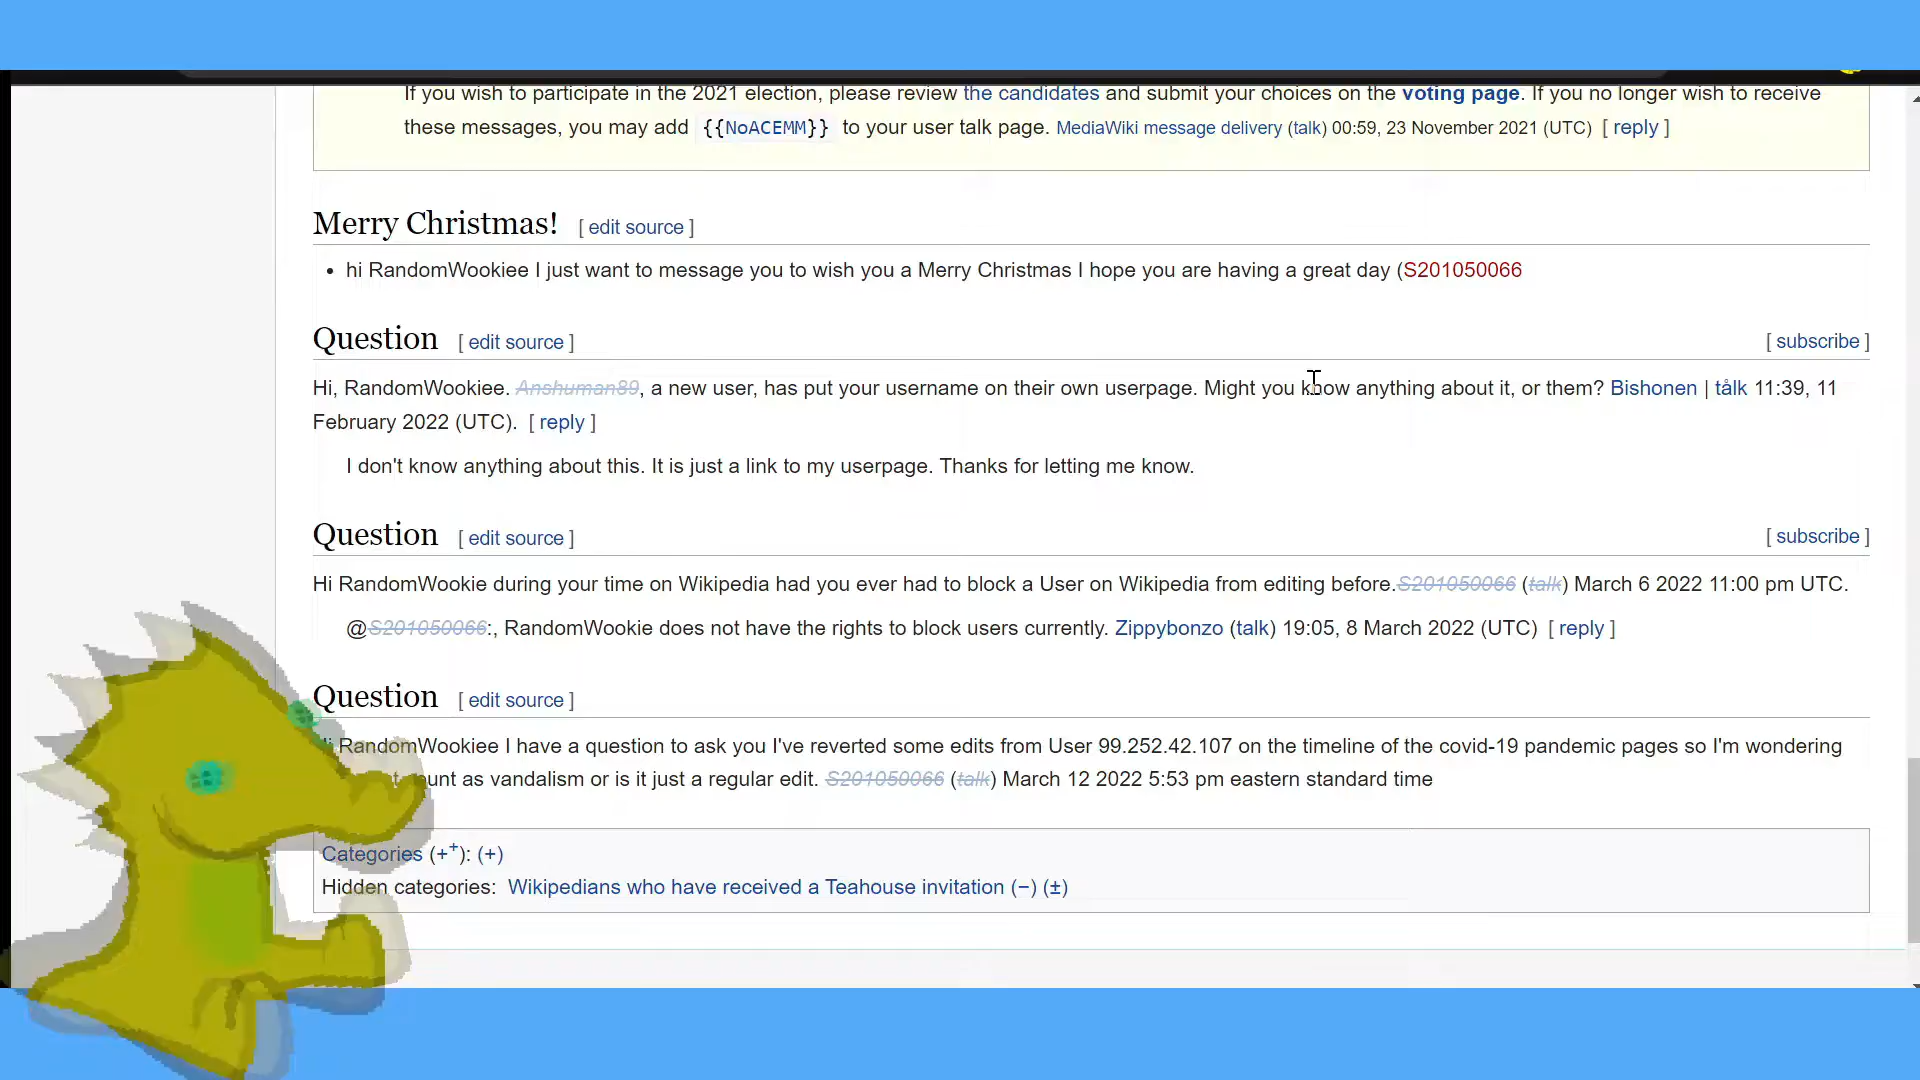 If you wish to participate in the 2021 election, please review the candidates and submit your choices on the voting page. If you no longer wish to receive
these messages, you may add {{NoACEMM}} to your user talk page. MediaWiki message delivery (talk) 00:59, 23 November 2021 (UTC) [ reply ]
Merry Christmas! [ edit source ]
• hi RandomWookiee I just want to message you to wish you a Merry Christmas I hope you are having a great day (S201050066
Question [ edit source ] [ subscribe ]
Hi, RandomWookiee. Anshuman89, a new user, has put your username on their own userpage. Might you know anything about it, or them? Bishonen | tålk 11:39, 11
February 2022 (UTC). [ reply ]
I don't know anything about this. It is just a link to my userpage. Thanks for letting me know.
Question [ edit source ] [ subscribe ]
Hi RandomWookie during your time on Wikipedia had you ever had to block a User on Wikipedia from editing before.S201050066 (talk) March 6 2022 11:00 pm UTC.
@S201050066:, RandomWookie does not have the rights to block users currently. Zippybonzo (talk) 19:05, 8 March 2022 (UTC) [ reply ]
Question [ edit source ]
RandomWookiee I have a question to ask you I've reverted some edits from User 99.252.42.107 on the timeline of the covid-19 pandemic pages so I'm wondering
as vandalism or is it just a regular edit. S201050066 (talk) March 12 2022 5:53 pm eastern standard time
Categories (+⁺): (+)
Hidden categories: Wikipedians who have received a Teahouse invitation (−) (±)